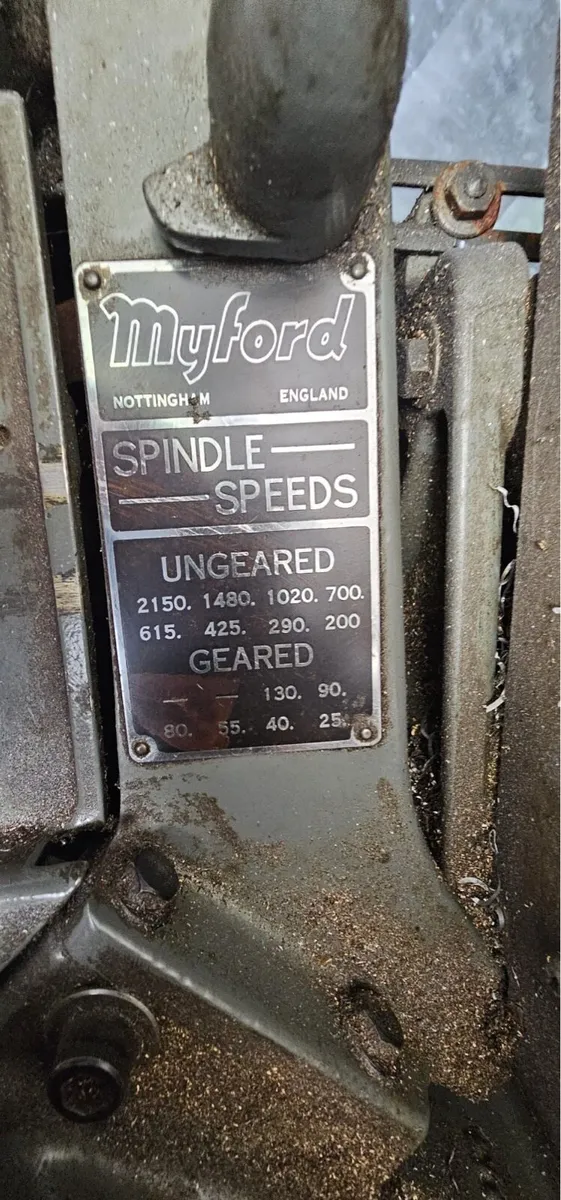 Myford
NOTTINGHAM ENGLAND
SPINDLE
SPEEDS
UNGEARED
2150. 1480. 1020. 700.
615. 425. 290. 200
GEARED
— — 130. 90.
80. 55. 40. 25.